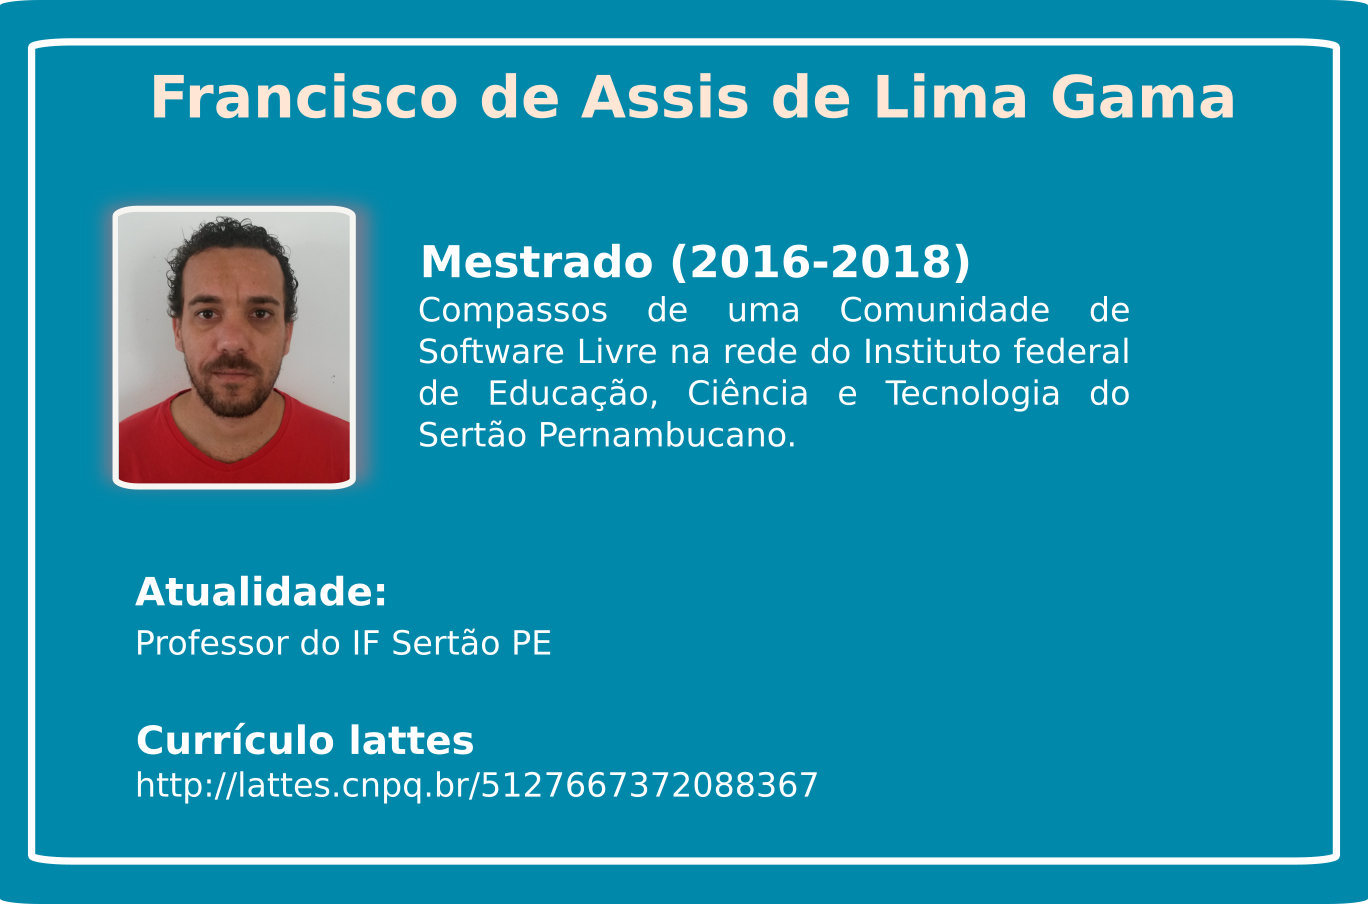 Francisco de Assis de Lima Gama
Mestrado (2016-2018)
Compassos de uma Comunidade de
Software Livre na rede do Instituto federal
de Educação, Ciência e Tecnologia do
Sertão Pernambucano.
Atualidade:
Professor do IF Sertão PE
Currículo lattes
http://lattes.cnpq.br/5127667372088367